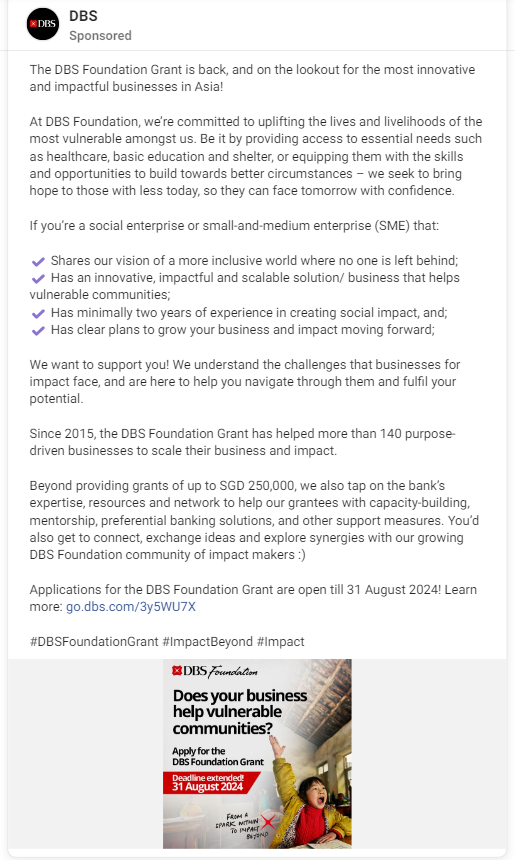 DBS
DBS
Sponsored
The DBS Foundation Grant is back, and on the lookout for the most innovative
and impactful businesses in Asia!
At DBS Foundation, we’re committed to uplifting the lives and livelihoods of the
most vulnerable amongst us. Be it by providing access to essential needs such
as healthcare, basic education and shelter, or equipping them with the skills
and opportunities to build towards better circumstances – we seek to bring
hope to those with less today, so they can face tomorrow with confidence.
If you’re a social enterprise or small-and-medium enterprise (SME) that:
Shares our vision of a more inclusive world where no one is left behind;
Has an innovative, impactful and scalable solution/ business that helps
vulnerable communities;
Has minimally two years of experience in creating social impact, and;
Has clear plans to grow your business and impact moving forward;
We want to support you! We understand the challenges that businesses for
impact face, and are here to help you navigate through them and fulfil your
potential.
Since 2015, the DBS Foundation Grant has helped more than 140 purpose-
driven businesses to scale their business and impact.
Beyond providing grants of up to SGD 250,000, we also tap on the bank’s
expertise, resources and network to help our grantees with capacity-building,
mentorship, preferential banking solutions, and other support measures. You’d
also get to connect, exchange ideas and explore synergies with our growing
DBS Foundation community of impact makers :)
Applications for the DBS Foundation Grant are open till 31 August 2024! Learn
more: go.dbs.com/3y5WU7X
#DBSFoundationGrant #ImpactBeyond #Impact
DBS Foundation
Does your business
help vulnerable
communities?
Apply for the
DBS Foundation Grant
Deadline extended!
31 August 2024
FROM A
SPARK WITHIN
TO IMPACT
BEYOND